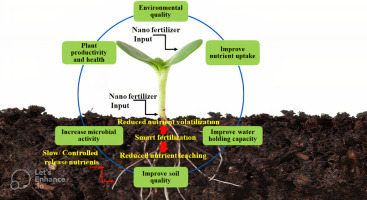 Environmental
quality
Nano fertilizer
Input
Plant
productivity
and health
Improve
nutrient uptake
Nano fertilizer
Input
Reduced nutrient volatilization
Increase microbial
activity
Smart fertilization
Improve water
holding capacity
Slow- Controlled
release nutrients
Reduced nutrient leaching
Improve soil
quality
Let's
Enhance
.io